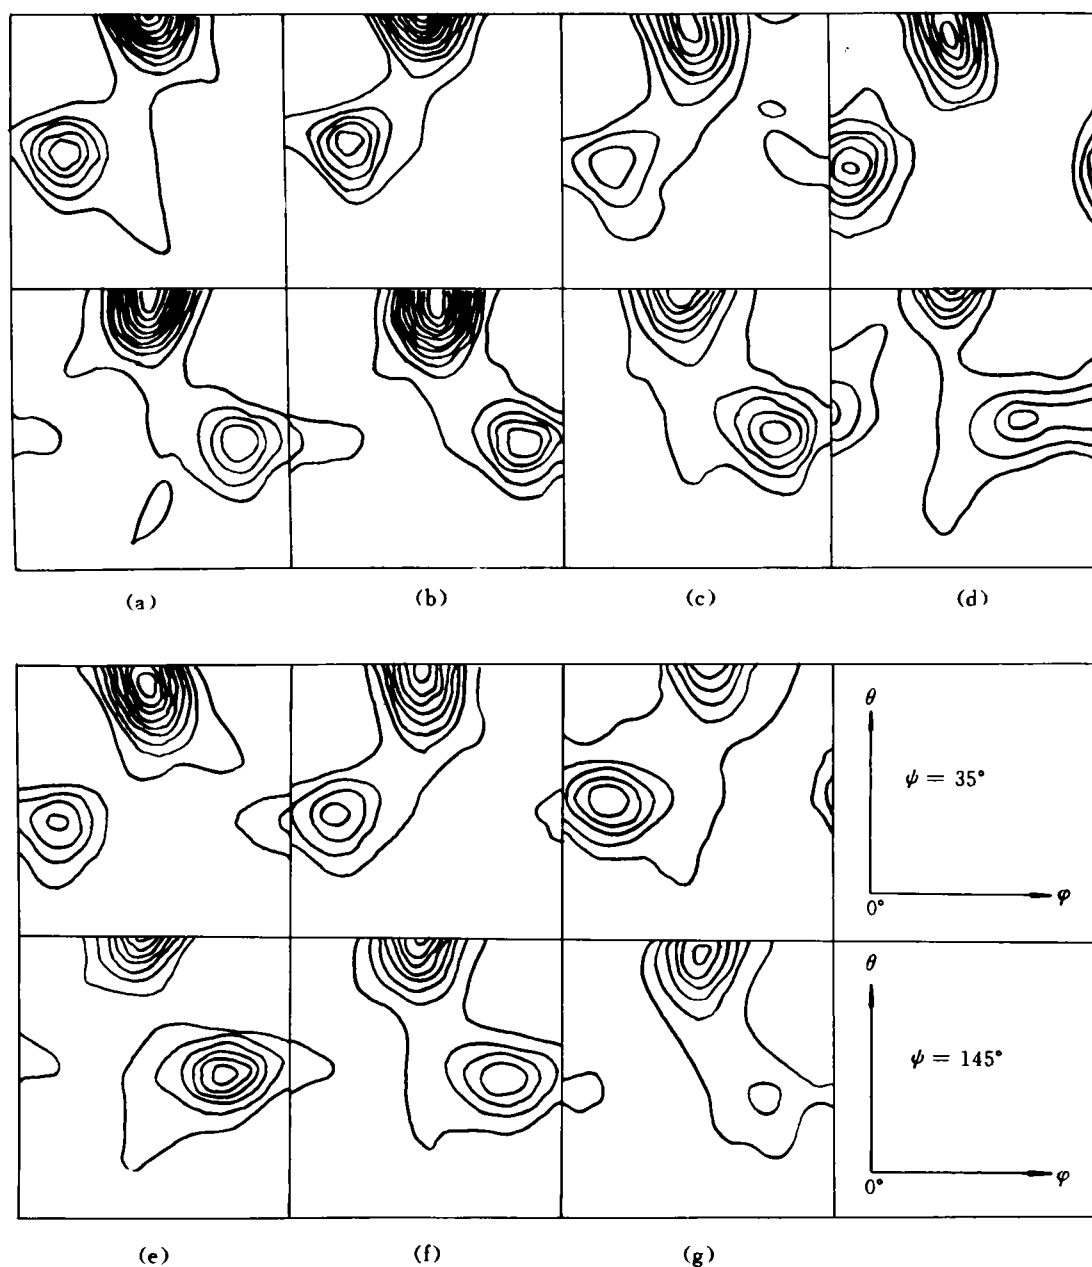 (a) (b) (c) (d)
θ
ψ = 35°
0° φ
θ
ψ = 145°
0° φ
(e) (f) (g)